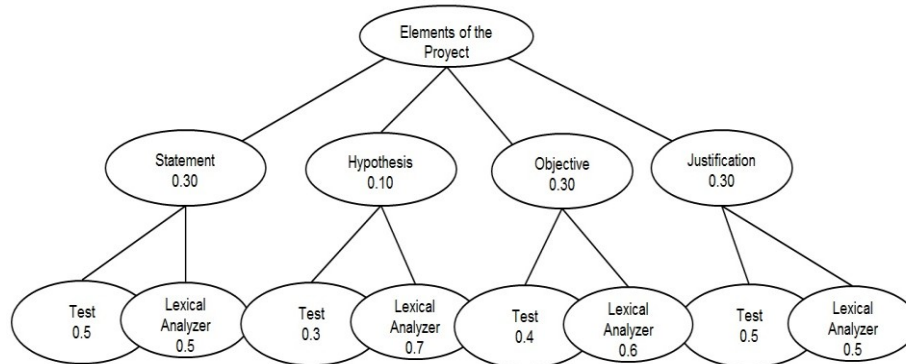 Elements of the
Proyect
Statement
0.30
Hypothesis
0.10
Objective
0.30
Justification
0.30
Test
0.5
Lexical
Analyzer
0.5
Test
0.3
Lexical
Analyzer
0.7
Test
0.4
Lexical
Analyzer
0.6
Test
0.5
Lexical
Analyzer
0.5